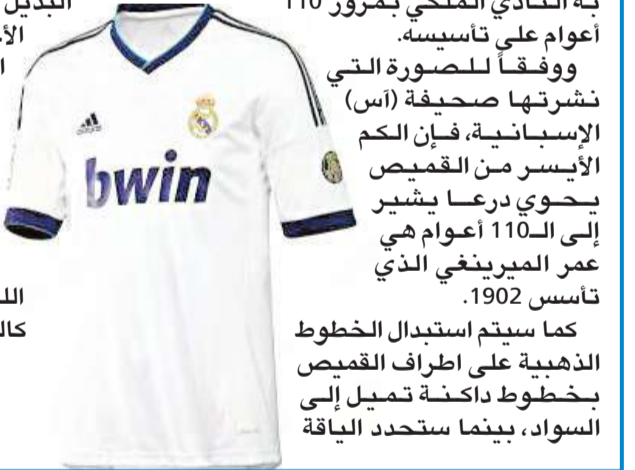 به النادي الملكي بمرور 110
أعوام على تأسيسه.
ووفقاً للصورة التي
نشرتها صحيفة (آس)
الإسبانية، فإن الكم
الأيسر من القميص
يحوي درعا يشير
إلى الـ110 أعوام هي
عمر الميرينغي الذي
تأسس 1902.
كما سيتم استبدال الخطوط
الذهبية على اطراف القميص
بخطوط داكنة تميل إلى
السواد، بينما ستحدد الياقة
البديل
adidas
bwin